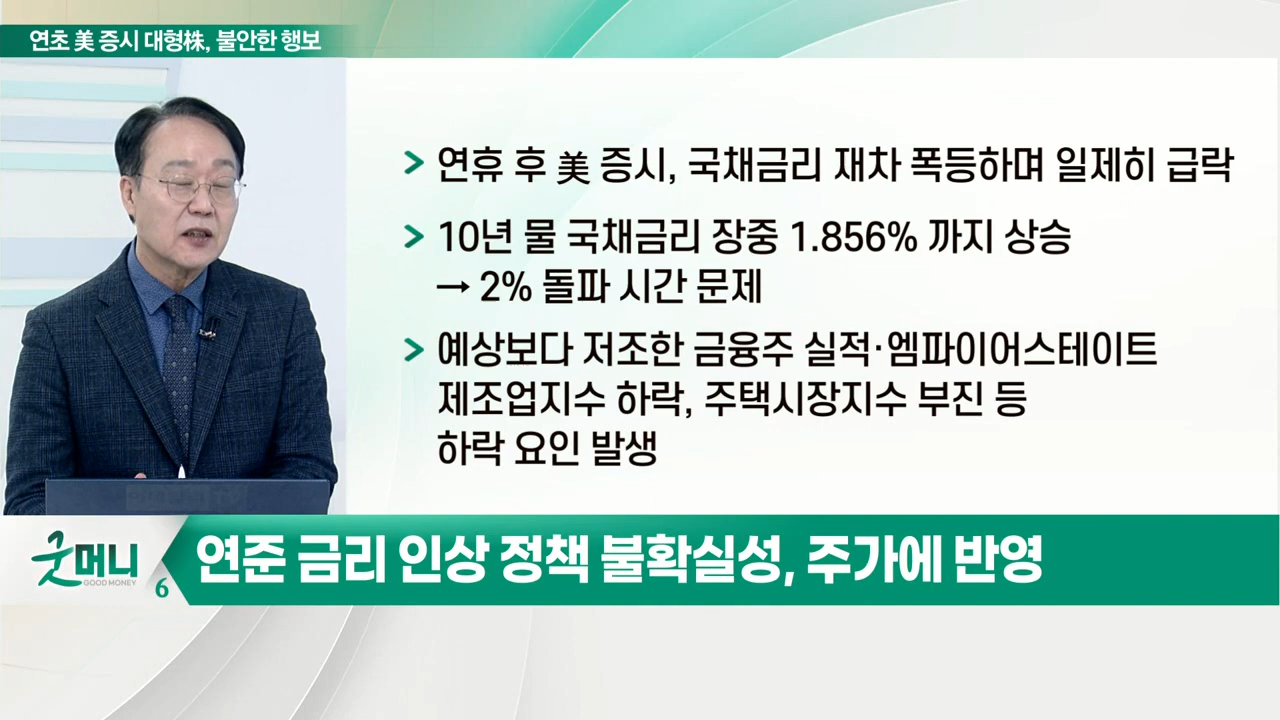 연초 美 증시 대형株, 불안한 행보
> 연휴 후 美 증시, 국채금리 재차 폭등하며 일제히 급락
> 10년 물 국채금리 장중 1.856% 까지 상승
→ 2% 돌파 시간 문제
> 예상보다 저조한 금융주 실적·엠파이어스테이트
제조업지수 하락, 주택시장지수 부진 등
하락 요인 발생
굿머니
GOOD MONEY
6
연준 금리 인상 정책 불확실성, 주가에 반영